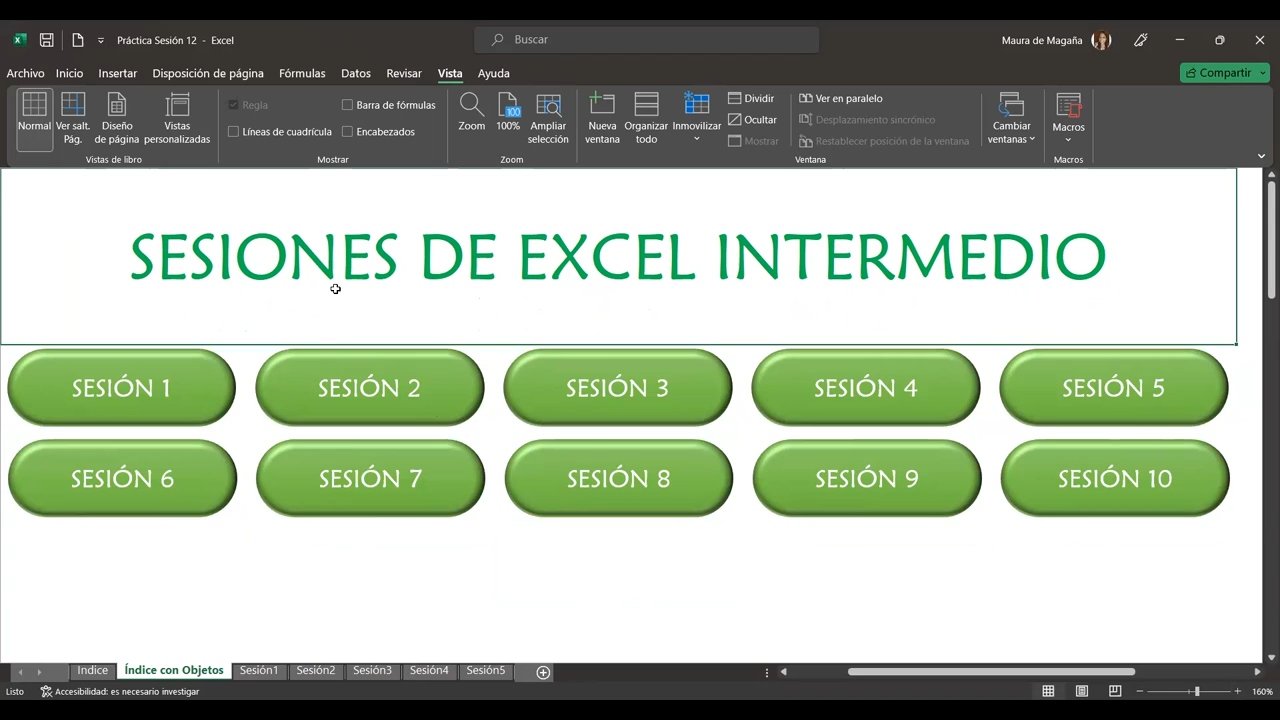 Práctica Sesión 12 - Excel
Buscar
Maura de Magaña
Archivo Inicio Insertar Disposición de página Fórmulas Datos Revisar Vista Ayuda
Compartir
Normal
Ver salt. Pág.
Diseño de página
Vistas personalizadas
Vistas de libro
Regla
Barra de fórmulas
Líneas de cuadrícula
Encabezados
Mostrar
Zoom
100
100%
Ampliar selección
Zoom
Nueva ventana
Organizar todo
Inmovilizar
Dividir
Ocultar
Mostrar
Ver en paralelo
Desplazamiento sincrónico
Restablecer posición de la ventana
Ventana
Cambiar ventanas
Macros
Macros
SESIONES DE EXCEL INTERMEDIO
SESIÓN 1 SESIÓN 2 SESIÓN 3 SESIÓN 4 SESIÓN 5
SESIÓN 6 SESIÓN 7 SESIÓN 8 SESIÓN 9 SESIÓN 10
Indice Índice con Objetos Sesión1 Sesión2 Sesión3 Sesión4 Sesión5
Listo Accesibilidad: es necesario investigar 160%